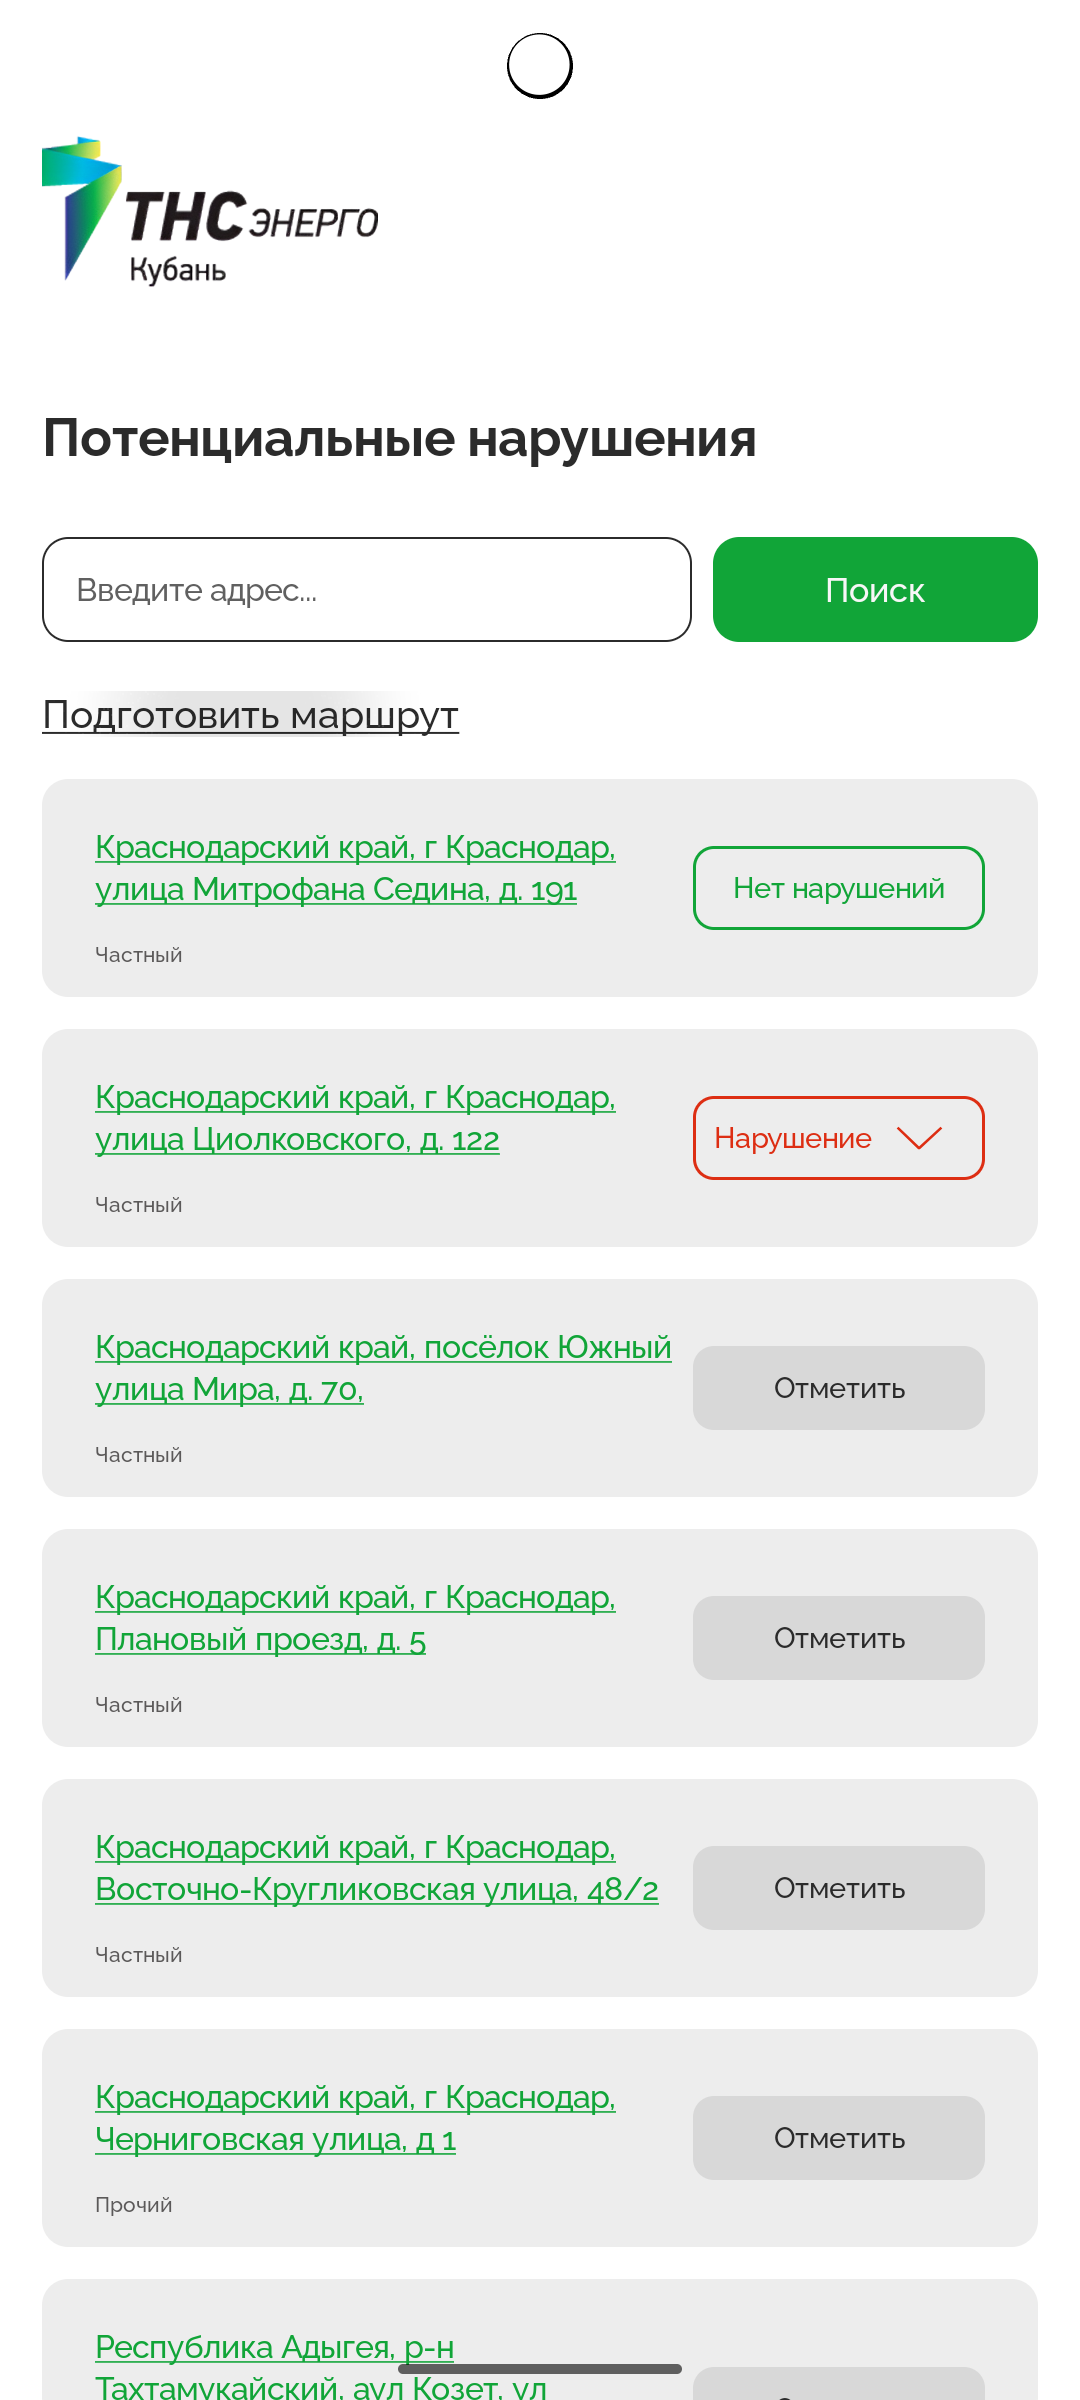 ТНС ЭНЕРГО
Кубань
Потенциальные нарушения
Введите адрес...
Поиск
Подготовить маршрут
Краснодарский край, г Краснодар,
улица Митрофана Седина, д. 191
Нет нарушений
Частный
Краснодарский край, г Краснодар,
улица Циолковского, д. 122
Нарушение
Частный
Краснодарский край, посёлок Южный
улица Мира, д. 70,
Отметить
Частный
Краснодарский край, г Краснодар,
Плановый проезд, д. 5
Отметить
Частный
Краснодарский край, г Краснодар,
Восточно-Кругликовская улица, 48/2
Отметить
Частный
Краснодарский край, г Краснодар,
Черниговская улица, д 1
Отметить
Прочий
Республика Адыгея, р-н
Тахтамукайский, аул Козет, ул